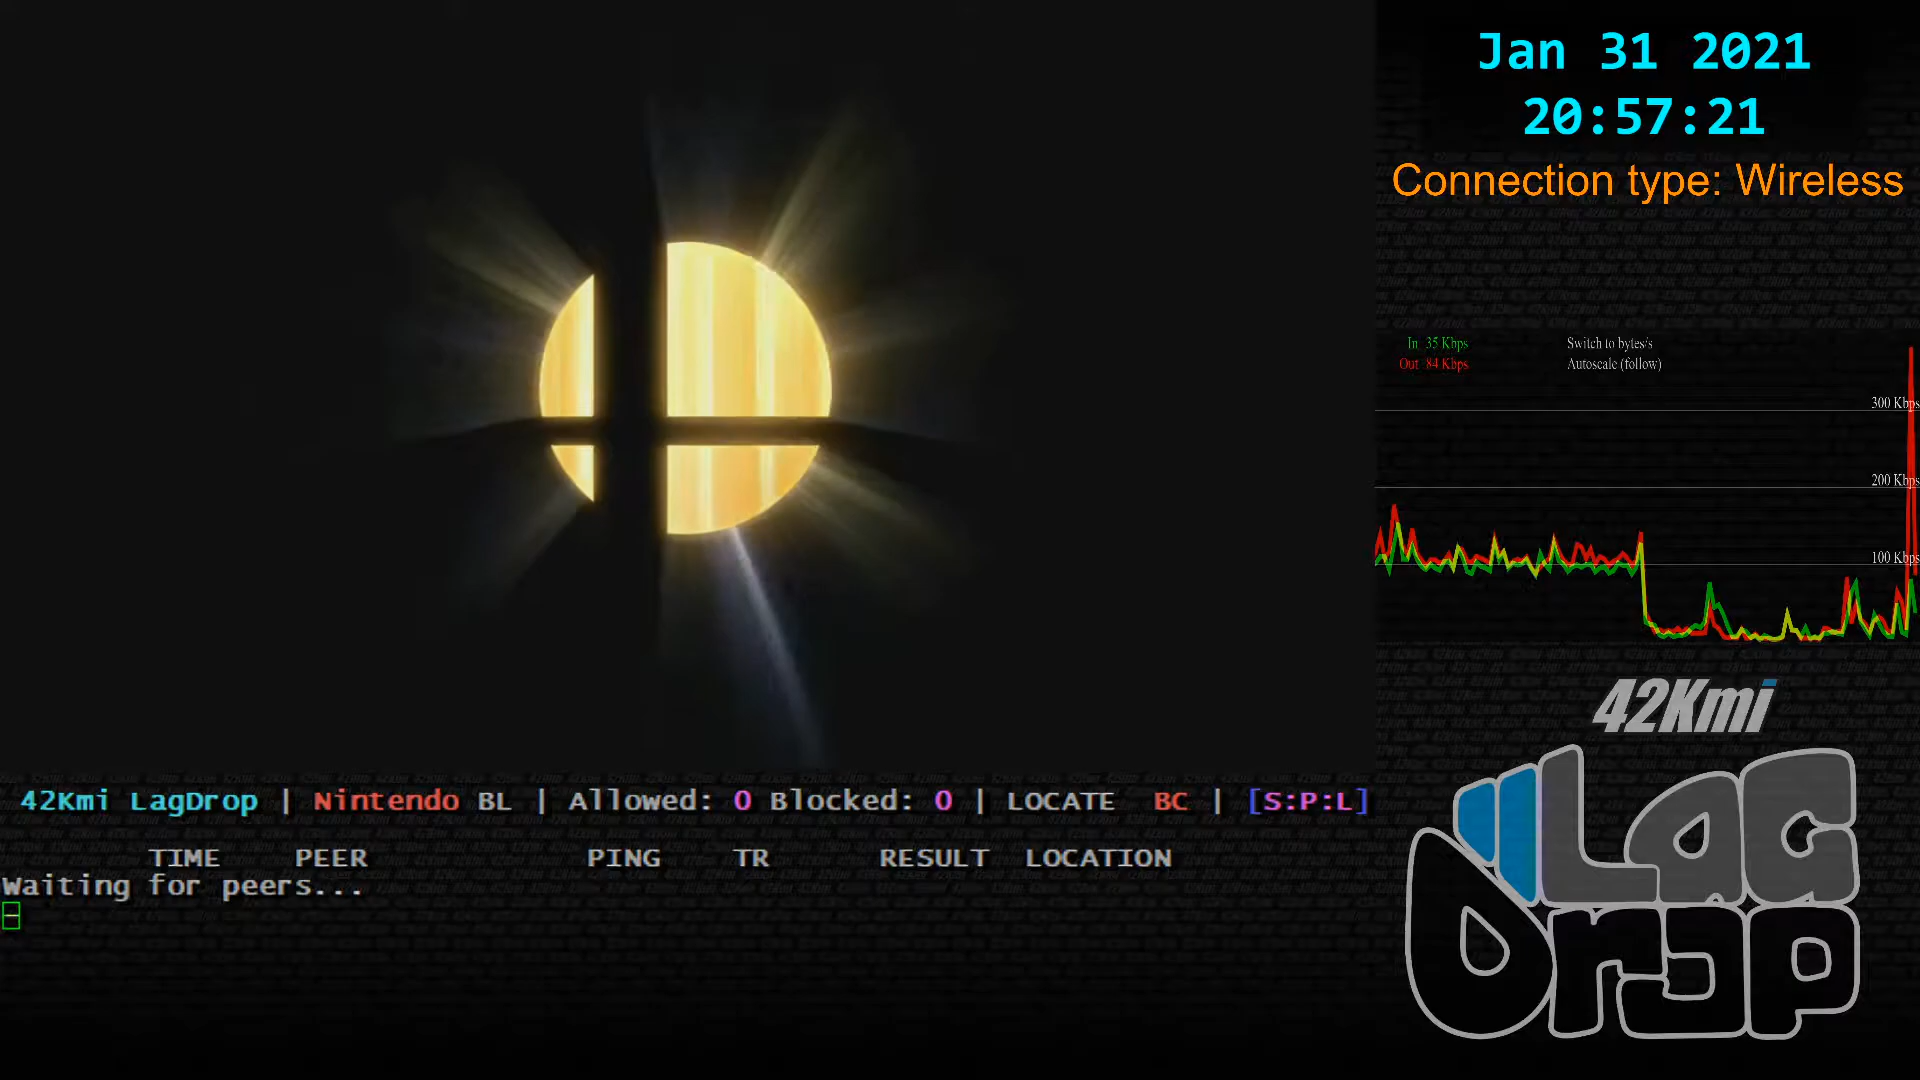 Jan 31 2021
20:57:21
Connection type: Wireless
In 35 Kbps Switch to bytes/s
Out 84 Kbps Autoscale (follow)
300 Kbps
200 Kbps
100 Kbps
42Kmi
LAG
Drop
42Kmi LagDrop | Nintendo BL | Allowed: 0 Blocked: 0 | LOCATE BC | [S:P:L]
TIME PEER PING TR RESULT LOCATION
Waiting for peers...